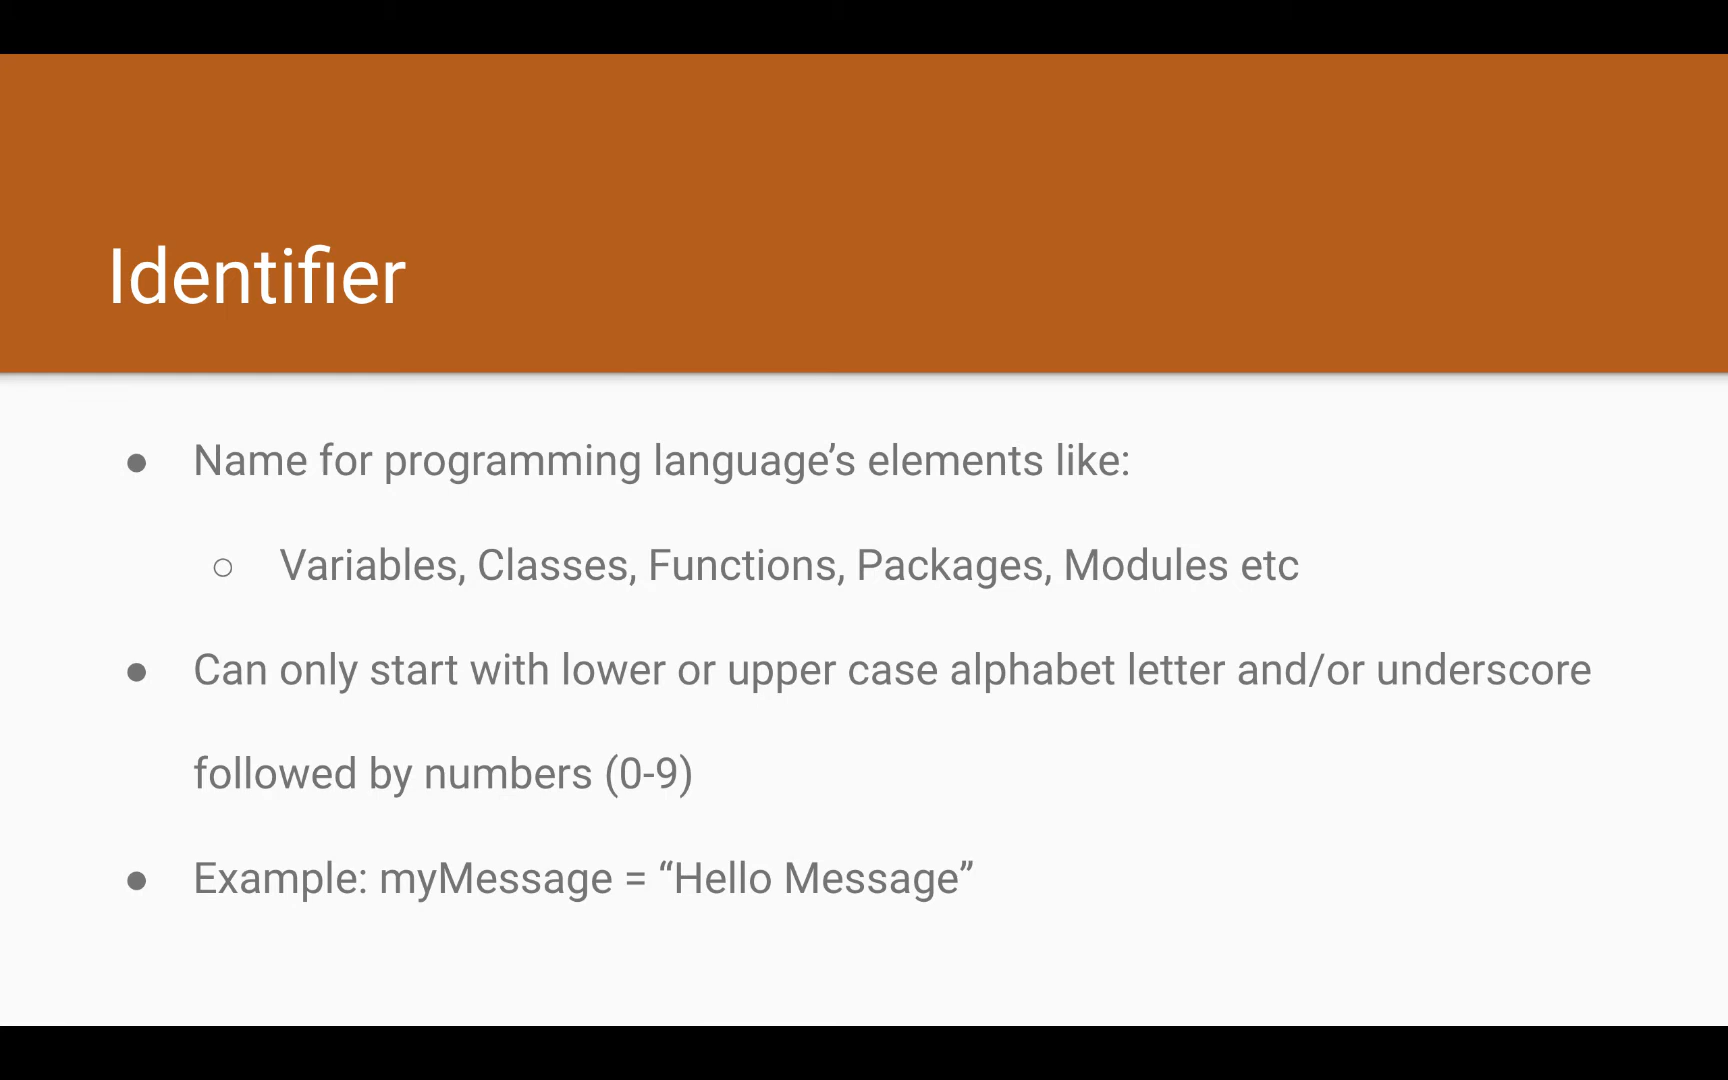 Identifier
● Name for programming language’s elements like:
○ Variables, Classes, Functions, Packages, Modules etc
● Can only start with lower or upper case alphabet letter and/or underscore
followed by numbers (0-9)
● Example: myMessage = “Hello Message”